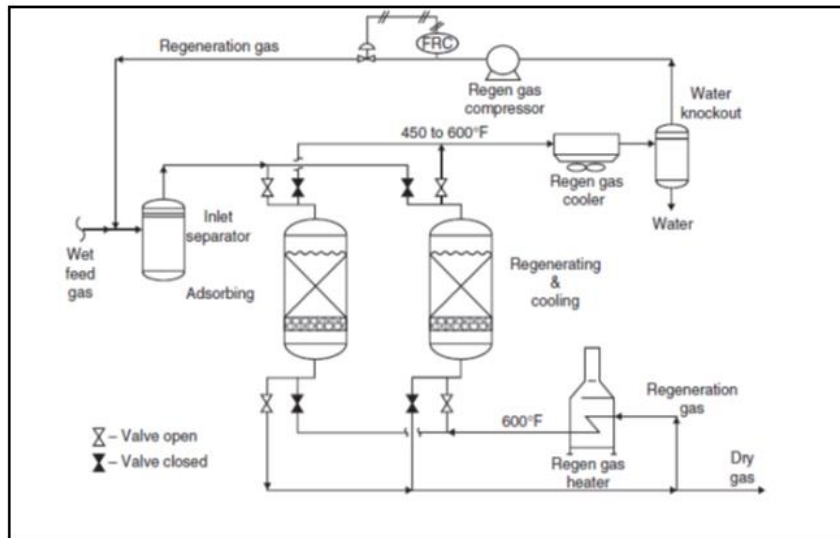 Regeneration gas
FRC
Regen gas
compressor
Water
knockout
450 to 600°F
Regen gas
cooler
Water
Inlet
separator
Wet
feed
gas
Adsorbing
Regenerating
&
cooling
– Valve open
– Valve closed
600°F
Regen gas
heater
Regeneration
gas
Dry
gas